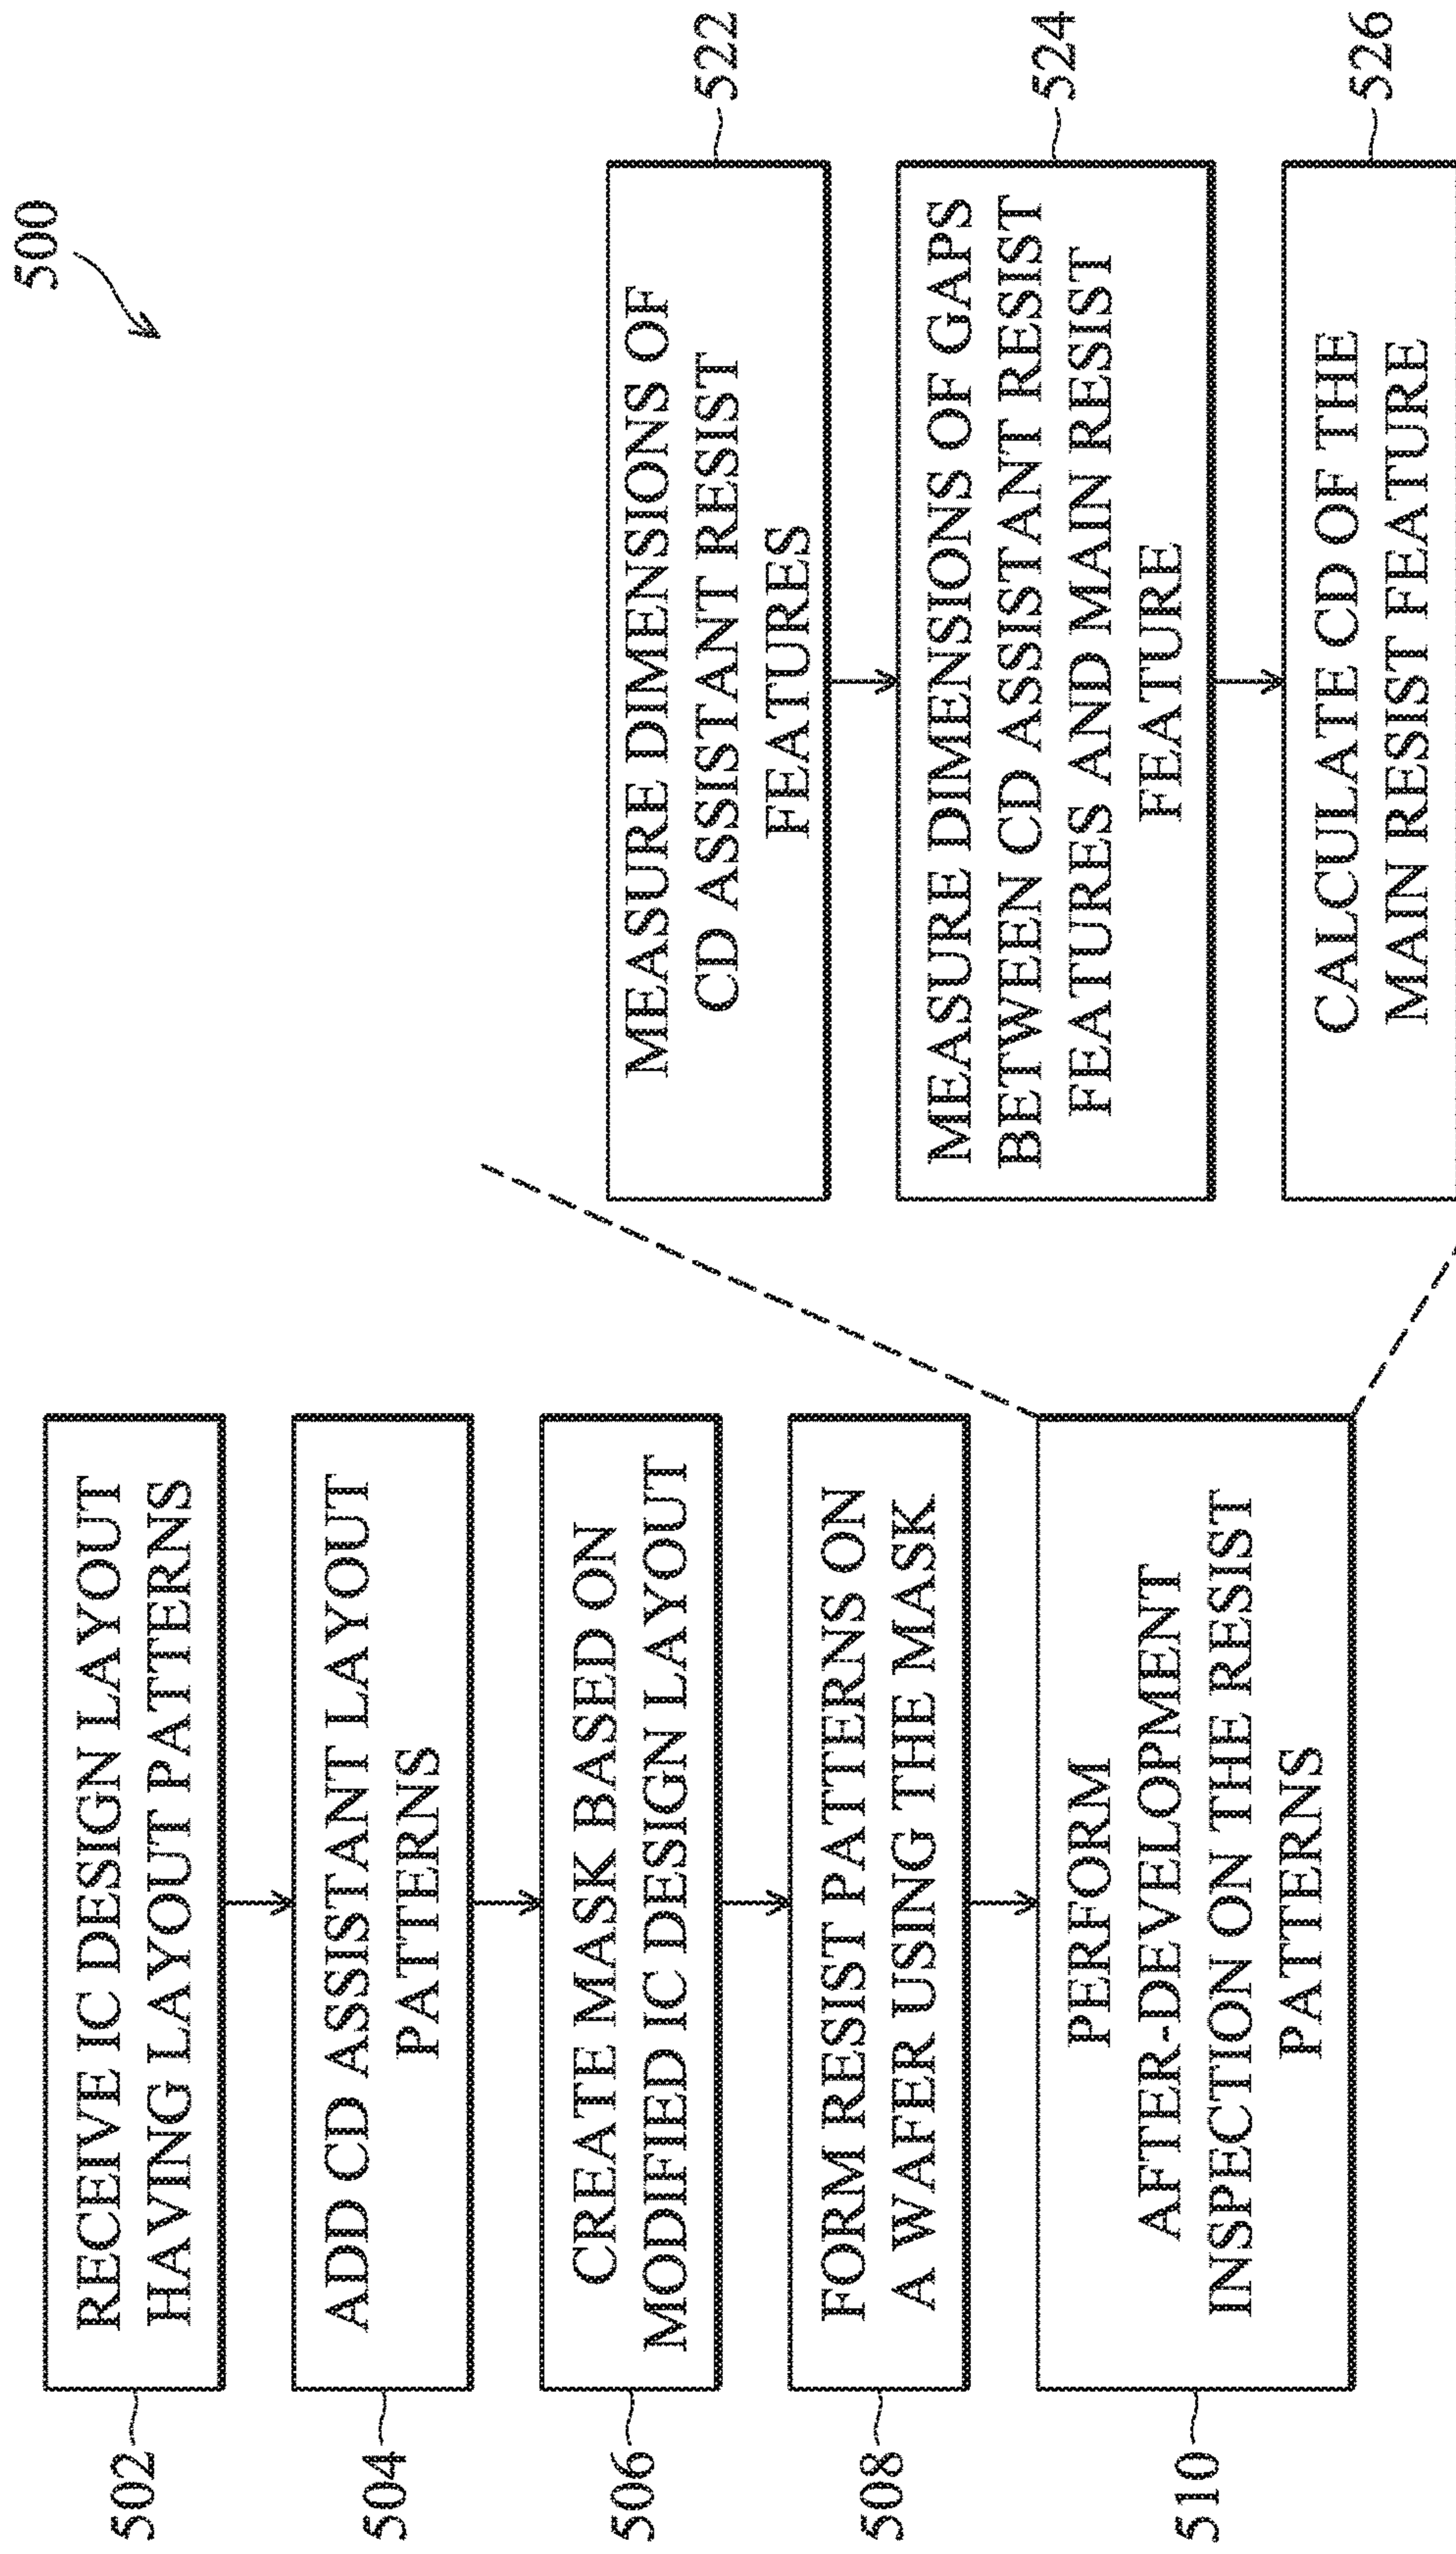 500
502
RECEIVE IC DESIGN LAYOUT
HAVING LAYOUT PATTERNS
504
ADD CD ASSISTANT LAYOUT
PATTERNS
506
CREATE MASK BASED ON
MODIFIED IC DESIGN LAYOUT
508
FORM RESIST PATTERNS ON
A WAFER USING THE MASK
510
PERFORM
AFTER-DEVELOPMENT
INSPECTION ON THE RESIST
PATTERNS
MEASURE DIMENSIONS OF
CD ASSISTANT RESIST
FEATURES
522
MEASURE DIMENSIONS OF GAPS
BETWEEN CD ASSISTANT RESIST
FEATURES AND MAIN RESIST
FEATURE
524
CALCULATE CD OF THE
MAIN RESIST FEATURE
526